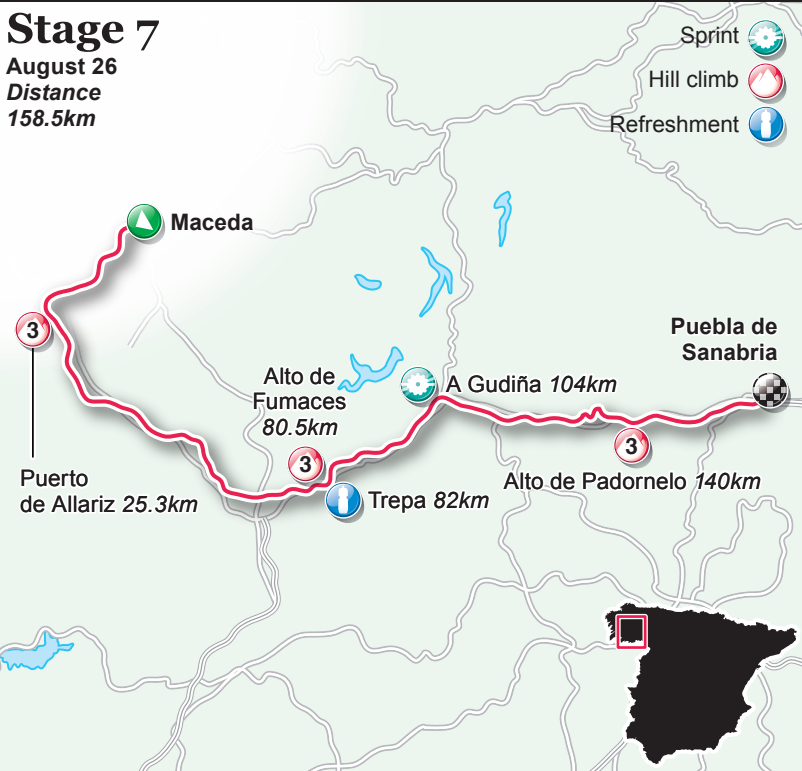 Stage 7
August 26
Distance
158.5km
Sprint
Hill climb
Refreshment
Maceda
3
Puerto
de Allariz 25.3km
Alto de
Fumaces
80.5km
3
Trepa 82km
A Gudiña 104km
3
Alto de Padornelo 140km
Puebla de
Sanabria